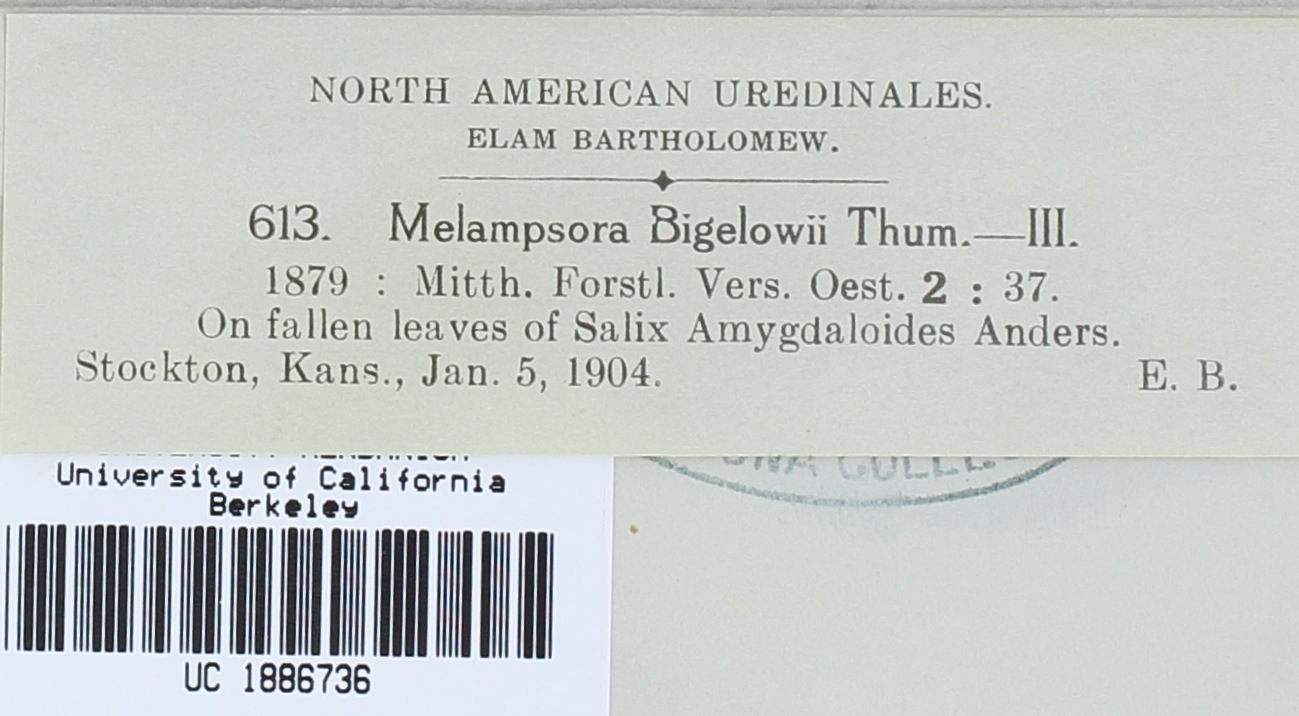 NORTH AMERICAN UREDINALES.
ELAM BARTHOLOMEW.
613. Melampsora Bigelowii Thum.—III.
1879 : Mitth. Forstl. Vers. Oest. 2 : 37.
On fallen leaves of Salix Amygdaloides Anders.
Stockton, Kans., Jan. 5, 1904. E. B.
University of California
Berkeley
UC 1886736